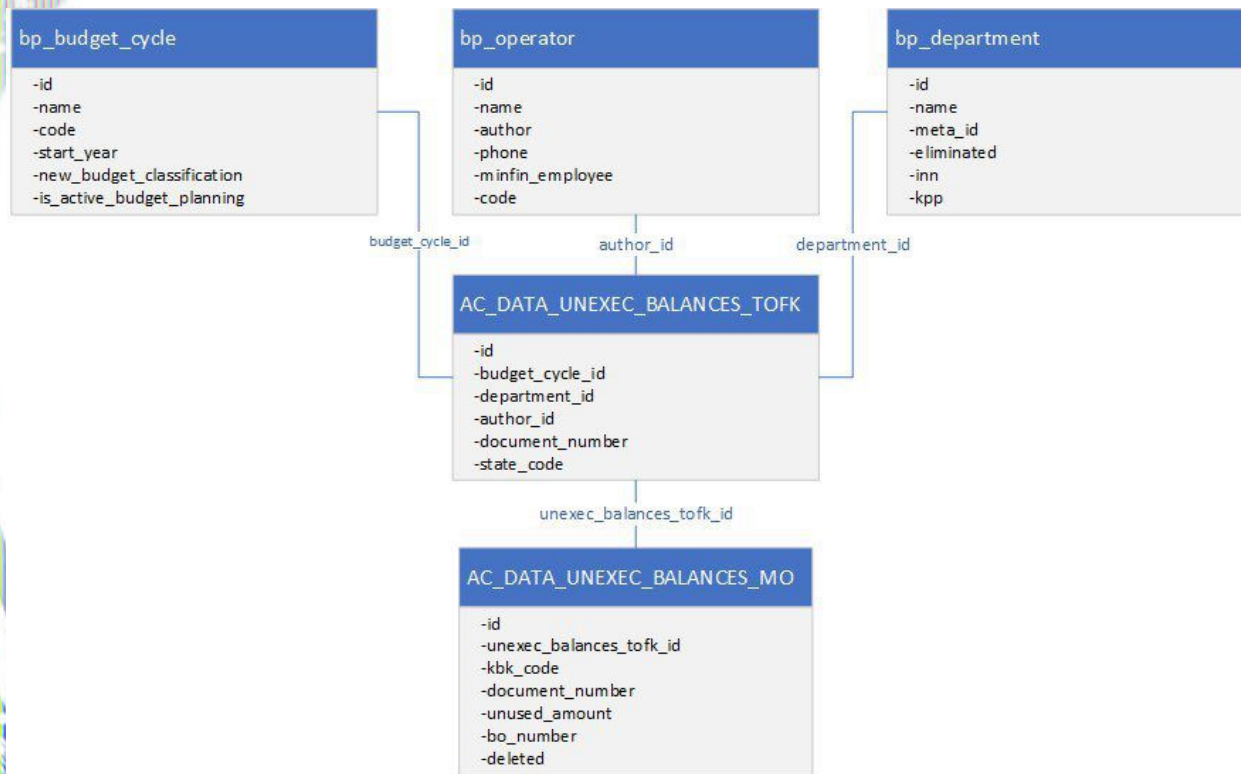 bp_budget_cycle
-id
-name
-code
-start_year
-new_budget_classification
-is_active_budget_planning
bp_operator
-id
-name
-author
-phone
-minfin_employee
-code
bp_department
-id
-name
-meta_id
-eliminated
-inn
-kpp
budget_cycle_id
author_id
department_id
AC_DATA_UNEXEC_BALANCES_TOFK
-id
-budget_cycle_id
-department_id
-author_id
-document_number
-state_code
unexec_balances_tofk_id
AC_DATA_UNEXEC_BALANCES_MO
-id
-unexec_balances_tofk_id
-kbk_code
-document_number
-unused_amount
-bo_number
-deleted